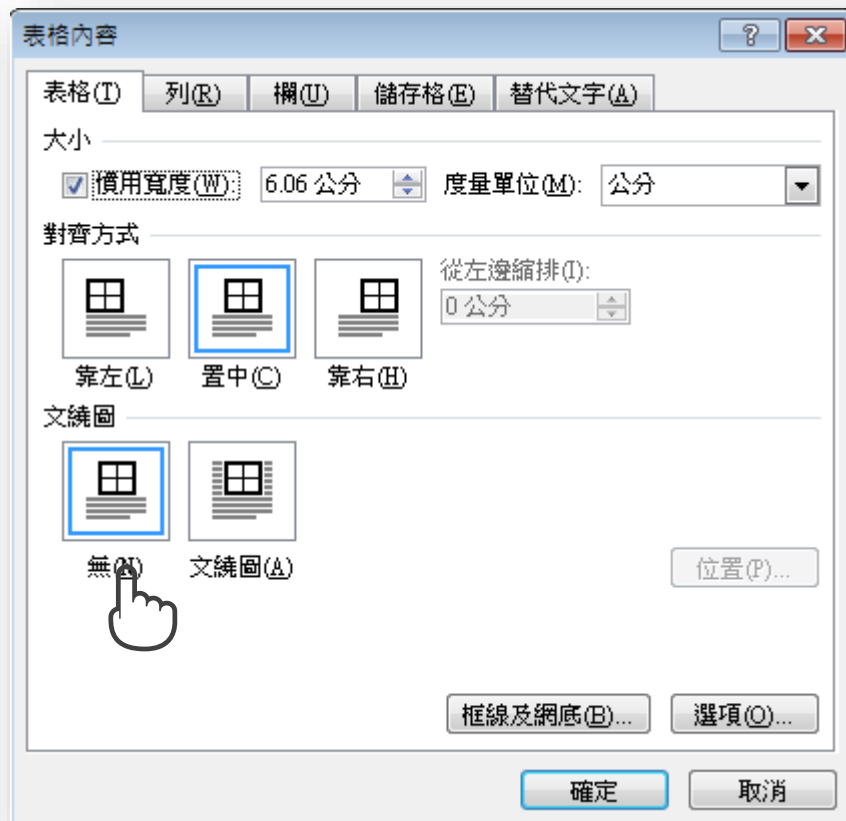 表格內容
表格(T) 列(R) 欄(U) 儲存格(E) 替代文字(A)
大小
慣用寬度(W): 6.06 公分 度量單位(M): 公分
對齊方式
從左邊縮排(I):
0 公分
靠左(L) 置中(C) 靠右(H)
文繞圖
無(N) 文繞圖(A) 位置(P)...
框線及網底(B)... 選項(O)...
確定 取消